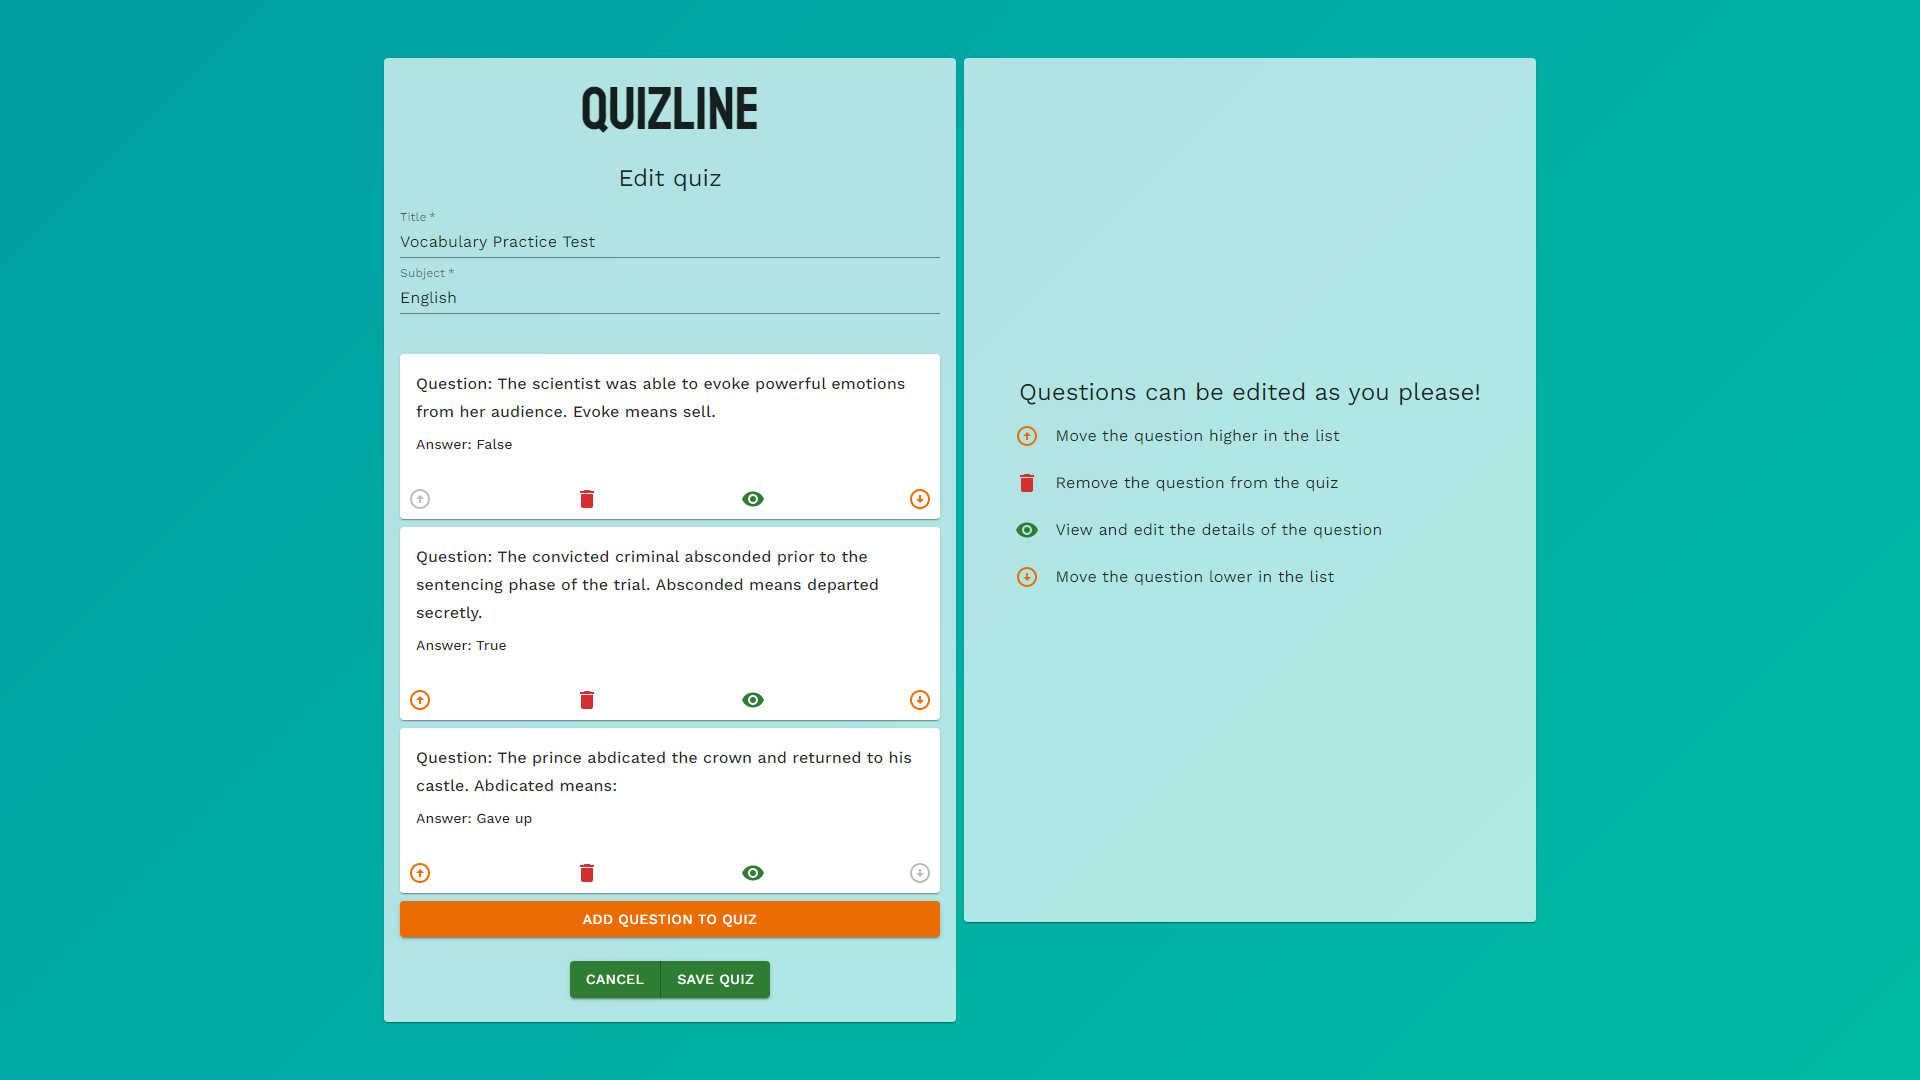 QUIZLINE
Edit quiz
Title *
Vocabulary Practice Test
Subject *
English
Question: The scientist was able to evoke powerful emotions
from her audience. Evoke means sell.
Answer: False
Question: The convicted criminal absconded prior to the
sentencing phase of the trial. Absconded means departed
secretly.
Answer: True
Question: The prince abdicated the crown and returned to his
castle. Abdicated means:
Answer: Gave up
ADD QUESTION TO QUIZ
CANCEL
SAVE QUIZ
Questions can be edited as you please!
Move the question higher in the list
Remove the question from the quiz
View and edit the details of the question
Move the question lower in the list